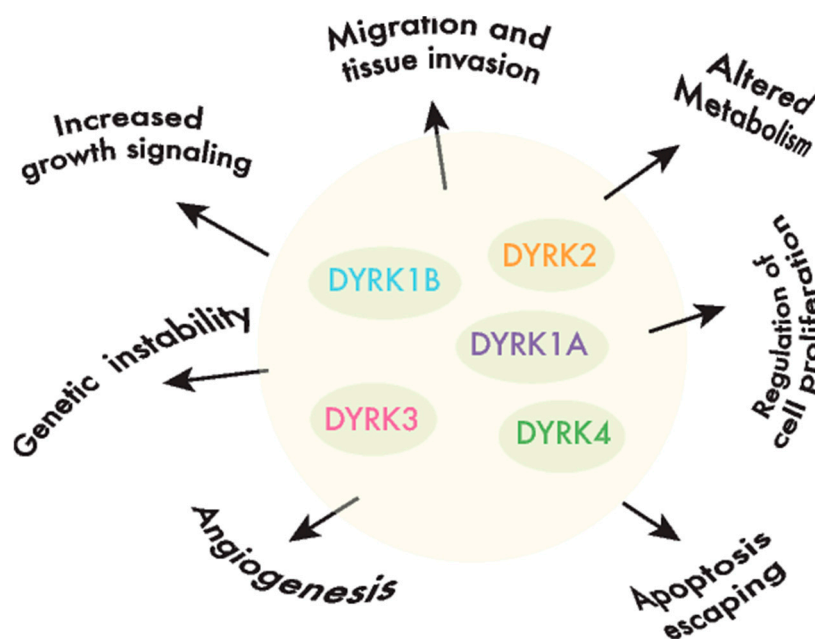 Migration and
tissue invasion
Altered
Metabolism
Increased
growth signaling
DYRK2
DYRK1B
Regulation of
cell proliferation
DYRK1A
Genetic instability
DYRK3
DYRK4
Angiogenesis
Apoptosis
escaping